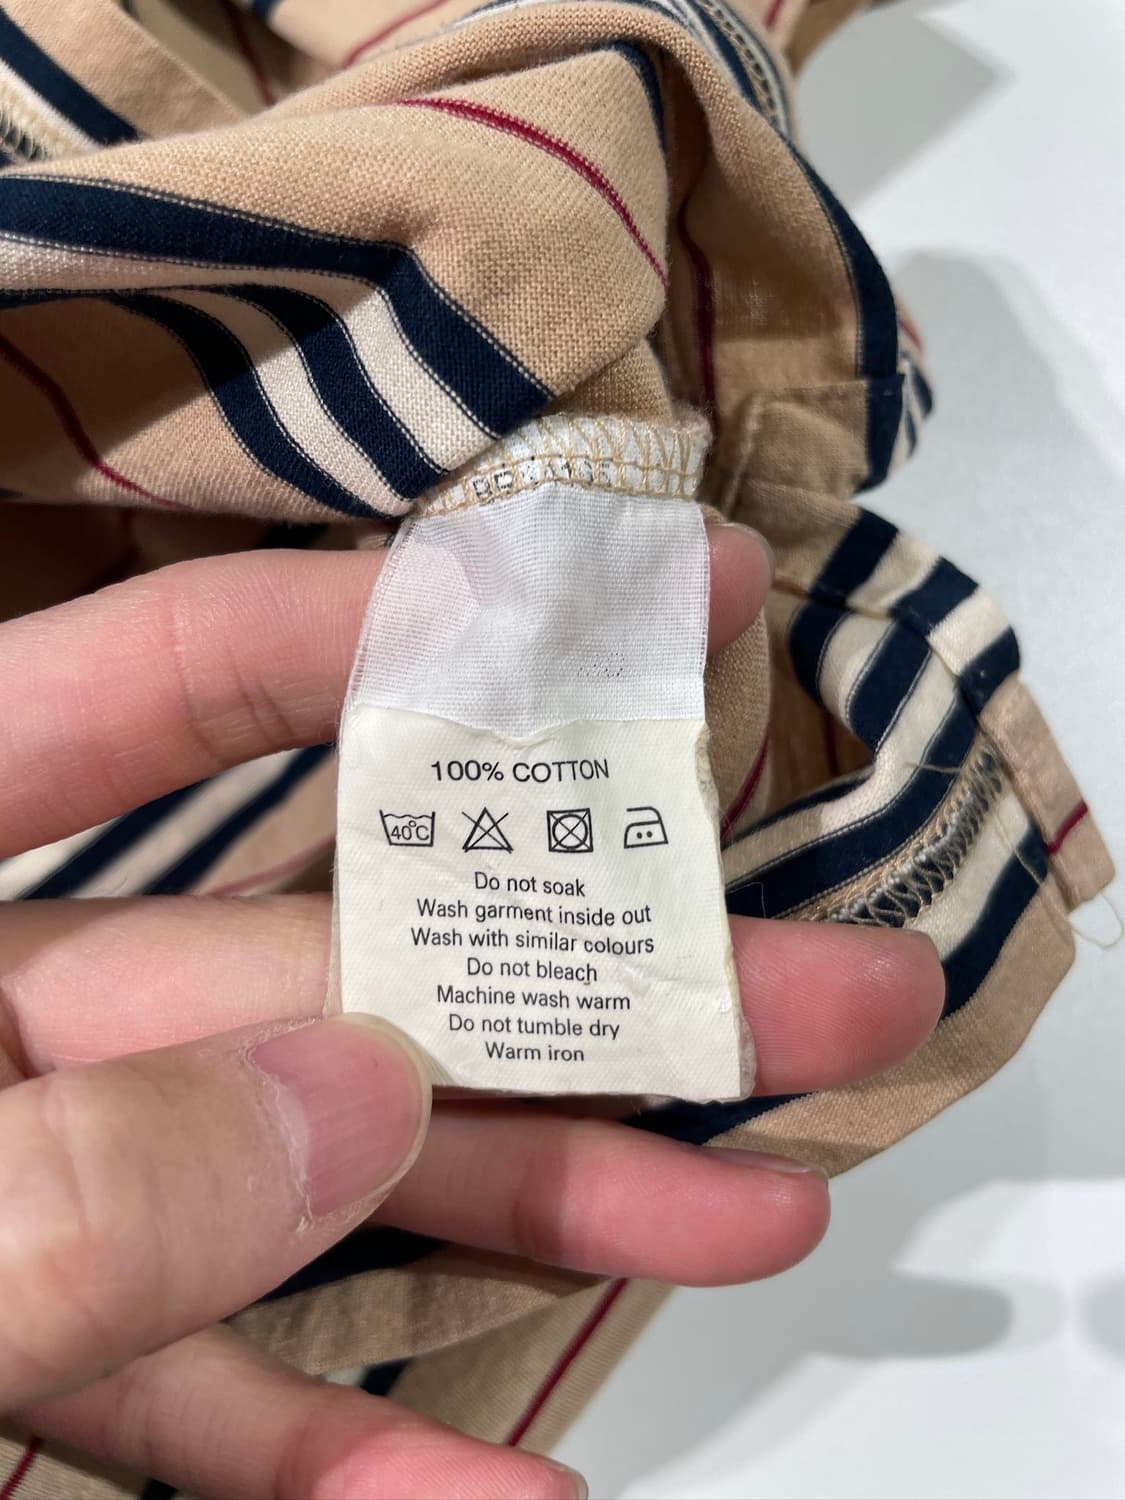 100% COTTON
40°C
Do not soak
Wash garment inside out
Wash with similar colours
Do not bleach
Machine wash warm
Do not tumble dry
Warm iron